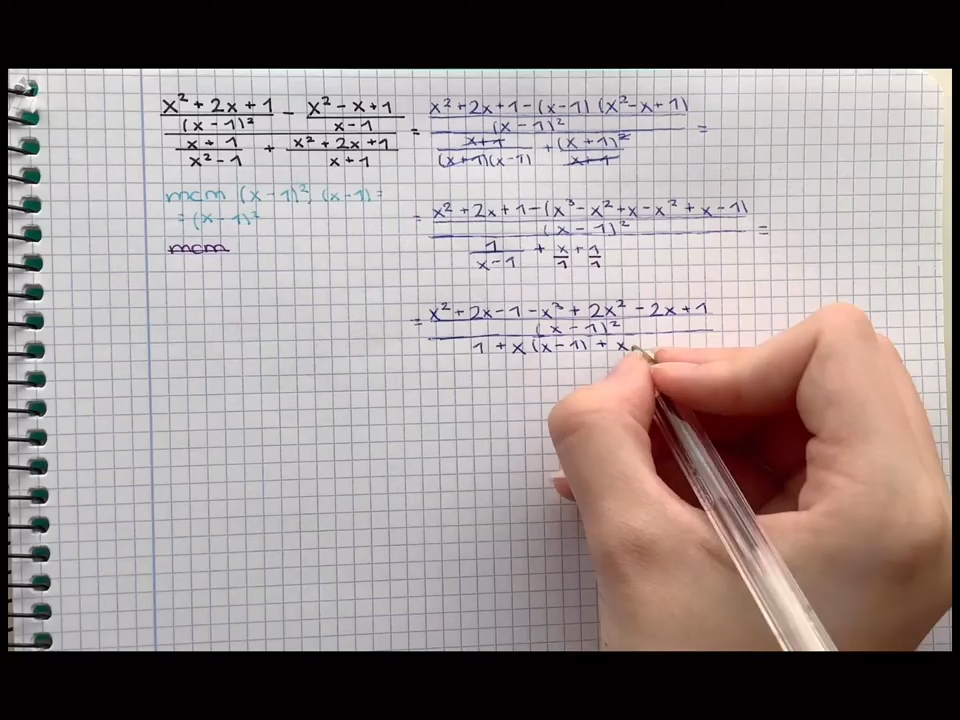 x² + 2x + 1 / (x - 1)² - x² - x + 1 / x - 1 = x² + 2x + 1 - (x - 1) (x² - x + 1) / (x - 1)² =
x + 1 / x² - 1 + x² + 2x + 1 / x + 1 x + 1 / (x + 1)(x - 1) + (x + 1)² / x + 1
mcm (x - 1)², (x - 1) =
= (x - 1)²
mcm
= x² + 2x + 1 - (x³ - x² + x - x² + x - 1) / (x - 1)² =
1 / x - 1 + x / 1 + 1 / 1
= x² + 2x - 1 - x³ + 2x² - 2x + 1 / (x - 1)²
1 + x (x - 1) + x